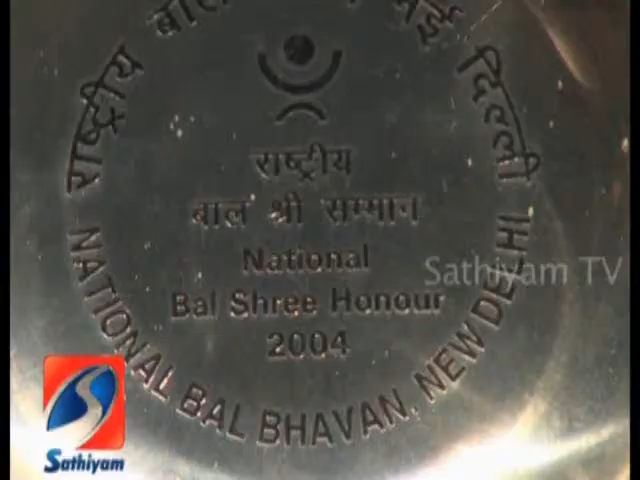 राष्ट्रीय बाल
दिल्ली
राष्ट्रीय
बाल श्री सम्मान
National
Bal Shree Honour
2004
NATIONAL BAL BHAVAN, NEW DELHI
Sathiyam TV
Sathiyam